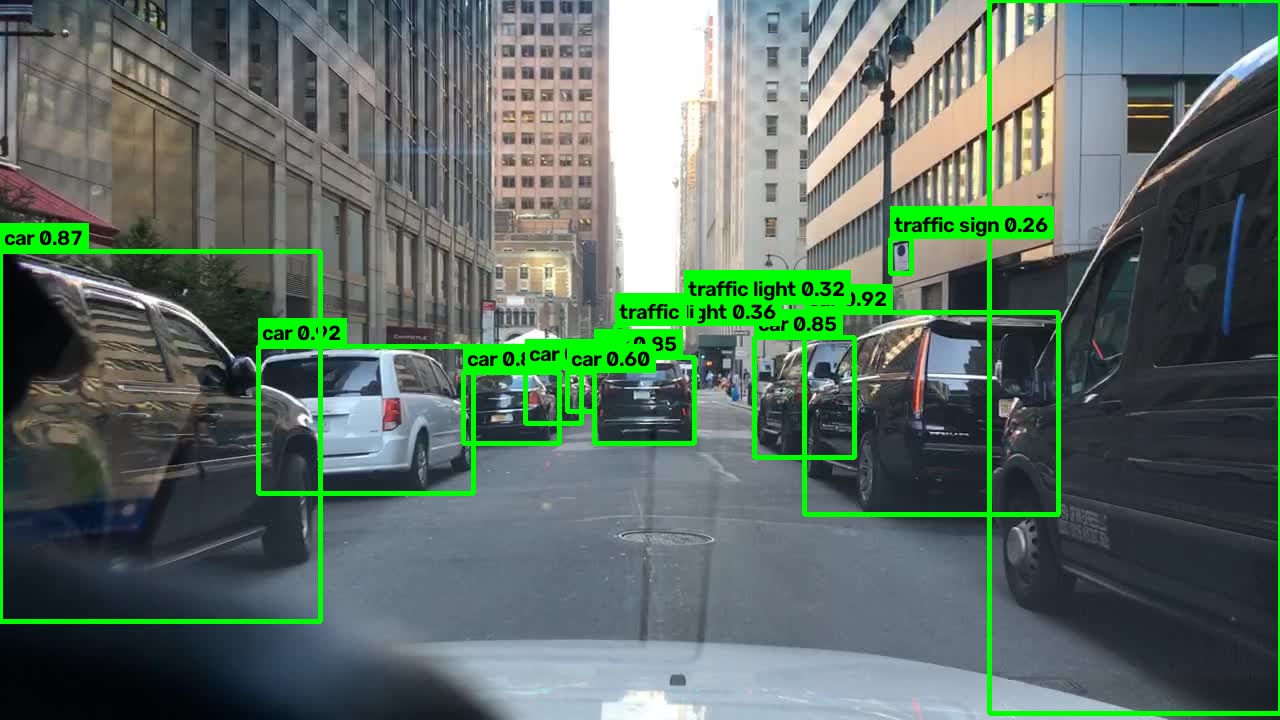 traffic sign 0.26
car 0.87
traffic light 0.32
0.92
traffic light 0.36
car 0.85
car 0.92
0.85
car 0.8
car
car 0.60
CHIPOTLE